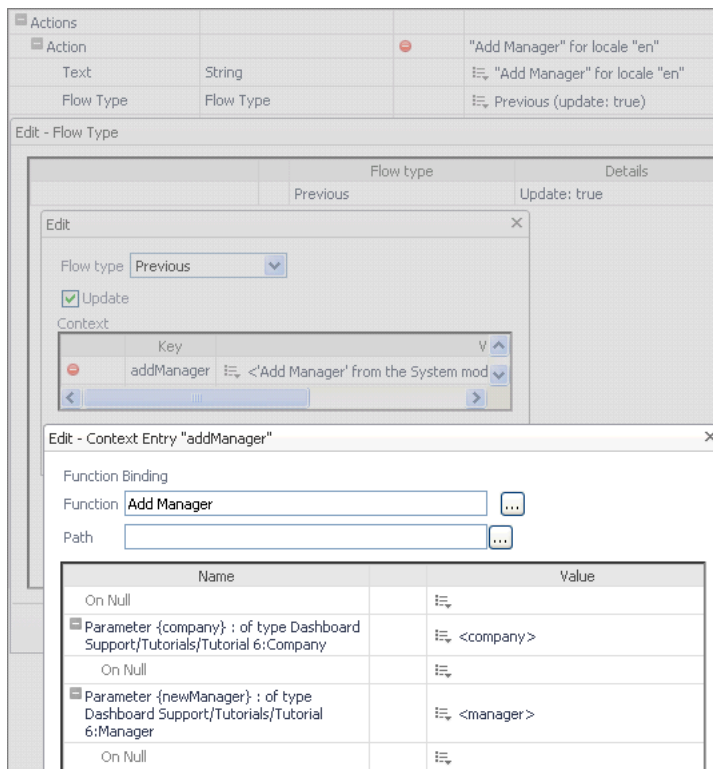 Actions
Action "Add Manager" for locale "en"
Text String "Add Manager" for locale "en"
Flow Type Flow Type Previous (update: true)
Edit - Flow Type
Flow type Details
Previous Update: true
Edit
Flow type Previous
Update
Context
Key V
addManager <'Add Manager' from the System mod
Edit - Context Entry "addManager"
Function Binding
Function Add Manager ...
Path ...
Name Value
On Null
Parameter {company} : of type Dashboard
Support/Tutorials/Tutorial 6:Company
<company>
On Null
Parameter {newManager} : of type
Dashboard Support/Tutorials/Tutorial
6:Manager
<manager>
On Null